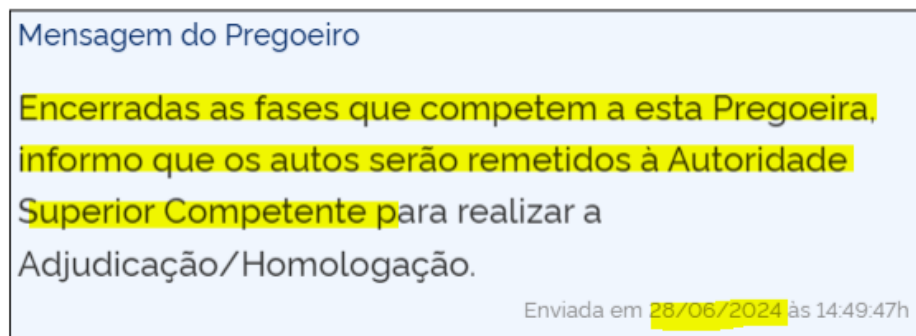 Mensagem do Pregoeiro
Encerradas as fases que competem a esta Pregoeira,
informo que os autos serão remetidos à Autoridade
Superior Competente para realizar a
Adjudicação/Homologação.
Enviada em 28/06/2024 às 14:49:47h